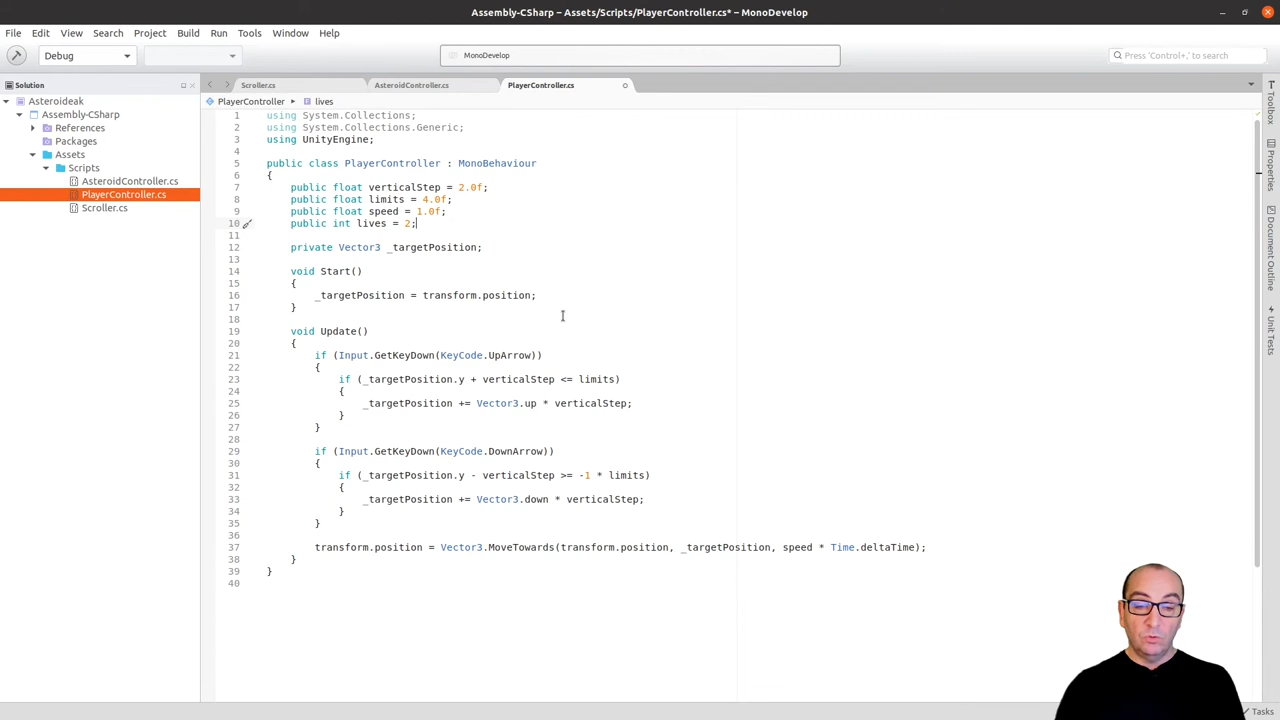 Assembly-CSharp – Assets/Scripts/PlayerController.cs* – MonoDevelop
File Edit View Search Project Build Run Tools Window Help
Debug
MonoDevelop
Press 'Control+,' to search
Solution
Asteroideak
Assembly-CSharp
References
Packages
Assets
Scripts
AsteroidController.cs
PlayerController.cs
Scroller.cs
Scroller.cs AsteroidController.cs PlayerController.cs
PlayerController lives
1 using System.Collections;
2 using System.Collections.Generic;
3 using UnityEngine;
4
5 public class PlayerController : MonoBehaviour
6 {
7 public float verticalStep = 2.0f;
8 public float limits = 4.0f;
9 public float speed = 1.0f;
10 public int lives = 2;
11
12 private Vector3 _targetPosition;
13
14 void Start()
15 {
16 _targetPosition = transform.position;
17 }
18
19 void Update()
20 {
21 if (Input.GetKeyDown(KeyCode.UpArrow))
22 {
23 if (_targetPosition.y + verticalStep <= limits)
24 {
25 _targetPosition += Vector3.up * verticalStep;
26 }
27 }
28
29 if (Input.GetKeyDown(KeyCode.DownArrow))
30 {
31 if (_targetPosition.y - verticalStep >= -1 * limits)
32 {
33 _targetPosition += Vector3.down * verticalStep;
34 }
35 }
36
37 transform.position = Vector3.MoveTowards(transform.position, _targetPosition, speed * Time.deltaTime);
38 }
39 }
40
Toolbox
Properties
Document Outline
Unit Tests
Tasks